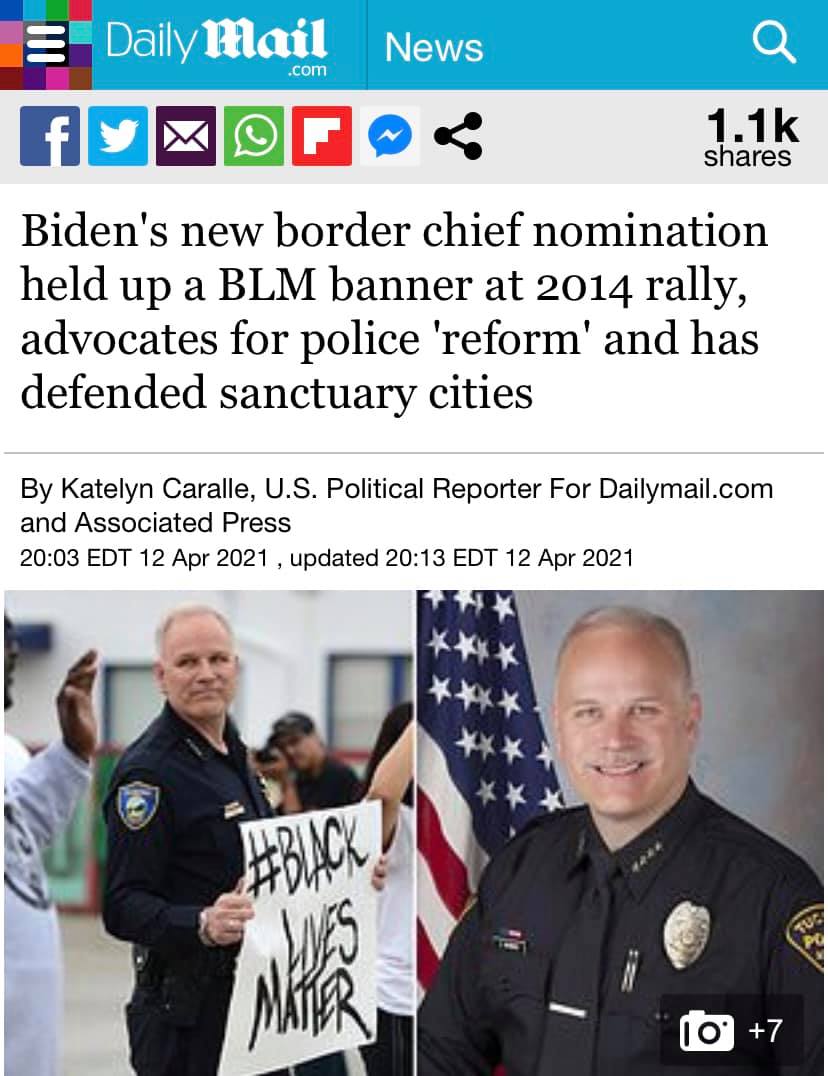 Daily Mail
.com
News
1.1k
shares
Biden's new border chief nomination
held up a BLM banner at 2014 rally,
advocates for police 'reform' and has
defended sanctuary cities
By Katelyn Caralle, U.S. Political Reporter For Dailymail.com
and Associated Press
20:03 EDT 12 Apr 2021 , updated 20:13 EDT 12 Apr 2021
#BLACK
LIVES
MATTER
+7